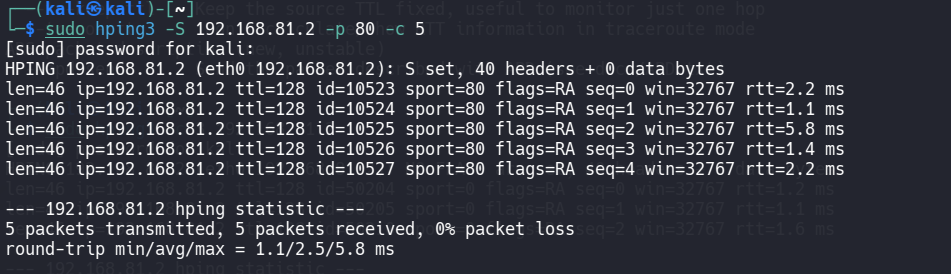 ┌──(kali㉿kali)-[~]
└─$ sudo hping3 -S 192.168.81.2 -p 80 -c 5
[sudo] password for kali:
HPING 192.168.81.2 (eth0 192.168.81.2): S set, 40 headers + 0 data bytes
len=46 ip=192.168.81.2 ttl=128 id=10523 sport=80 flags=RA seq=0 win=32767 rtt=2.2 ms
len=46 ip=192.168.81.2 ttl=128 id=10524 sport=80 flags=RA seq=1 win=32767 rtt=1.1 ms
len=46 ip=192.168.81.2 ttl=128 id=10525 sport=80 flags=RA seq=2 win=32767 rtt=5.8 ms
len=46 ip=192.168.81.2 ttl=128 id=10526 sport=80 flags=RA seq=3 win=32767 rtt=1.4 ms
len=46 ip=192.168.81.2 ttl=128 id=10527 sport=80 flags=RA seq=4 win=32767 rtt=2.2 ms

--- 192.168.81.2 hping statistic ---
5 packets transmitted, 5 packets received, 0% packet loss
round-trip min/avg/max = 1.1/2.5/5.8 ms